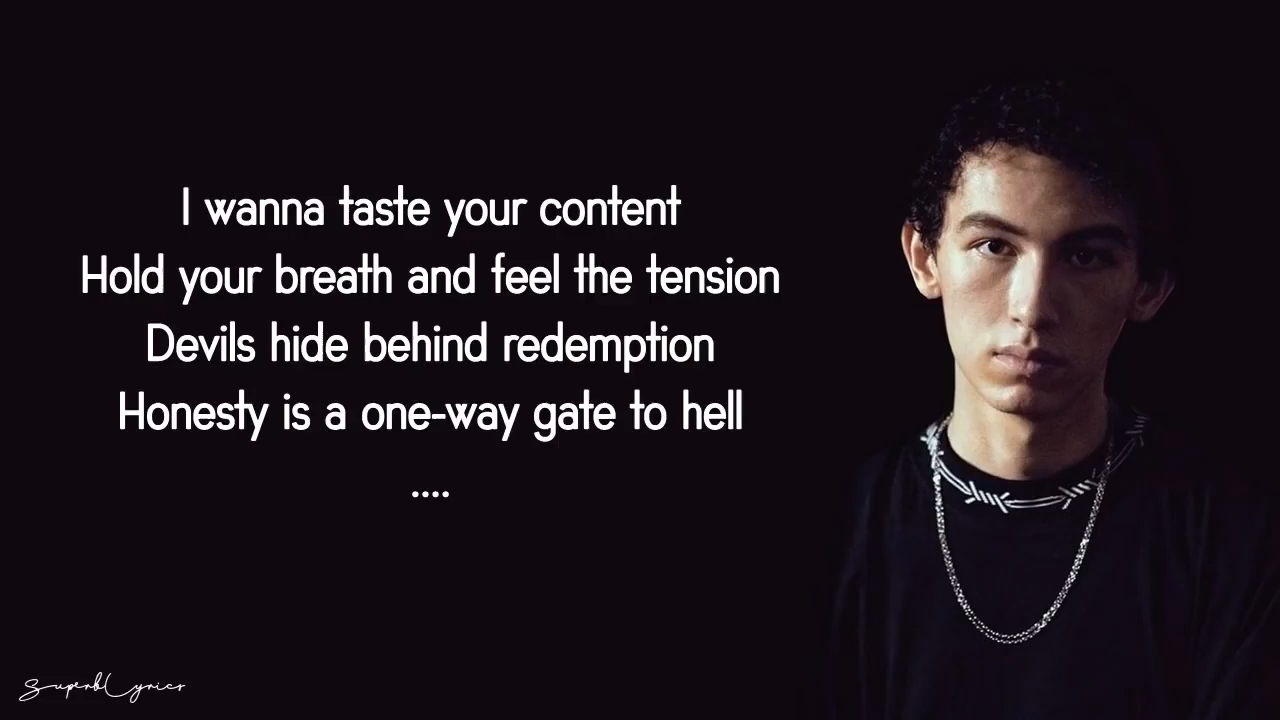 I wanna taste your content
Hold your breath and feel the tension
Devils hide behind redemption
Honesty is a one-way gate to hell
....
SuperbLyrics